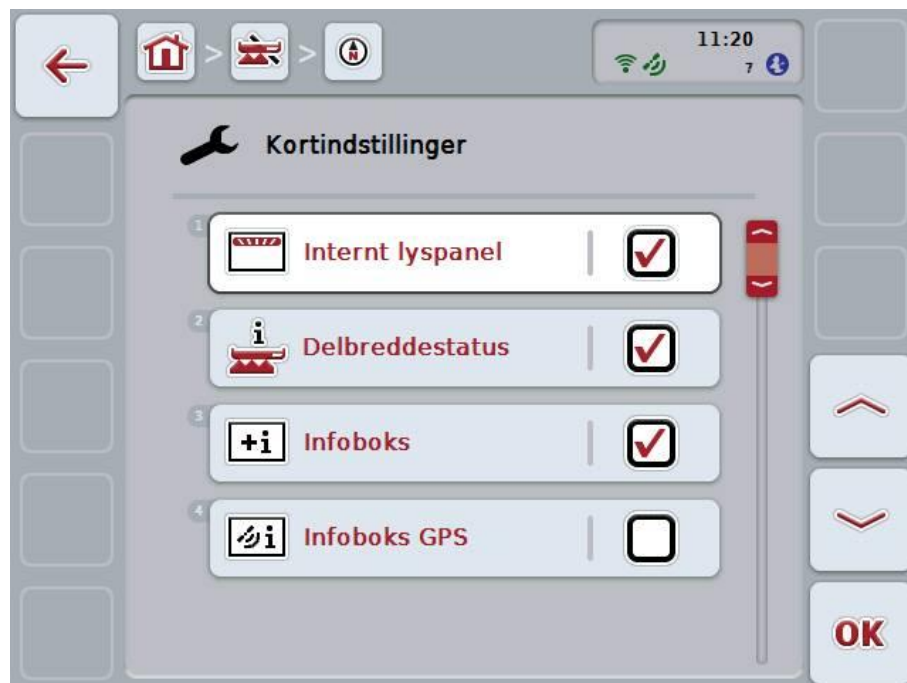 11:20
7
Kortindstillinger
1
Internt lyspanel
2
i
Delbreddestatus
3
+i
Infoboks
4
i
Infoboks GPS
OK